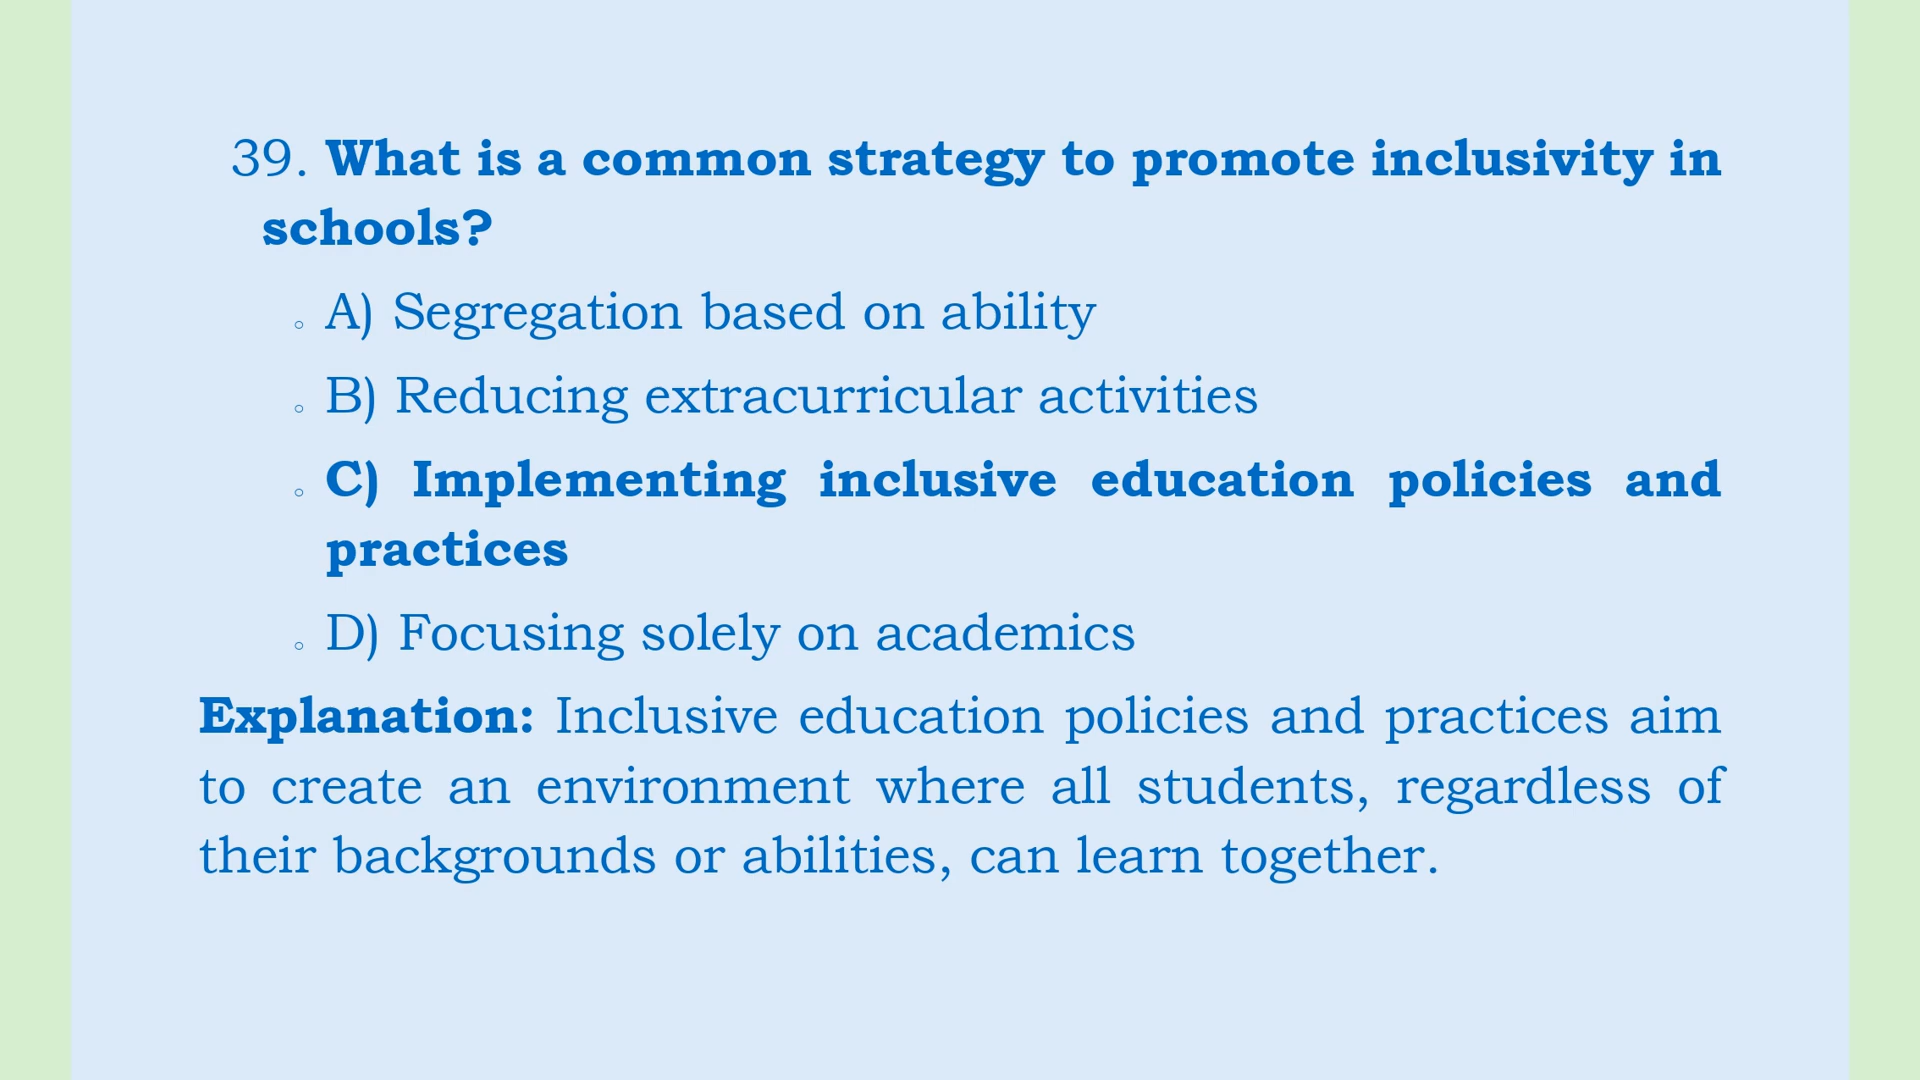 39. What is a common strategy to promote inclusivity in
schools?
○ A) Segregation based on ability
○ B) Reducing extracurricular activities
○ C) Implementing inclusive education policies and
practices
○ D) Focusing solely on academics
Explanation: Inclusive education policies and practices aim
to create an environment where all students, regardless of
their backgrounds or abilities, can learn together.